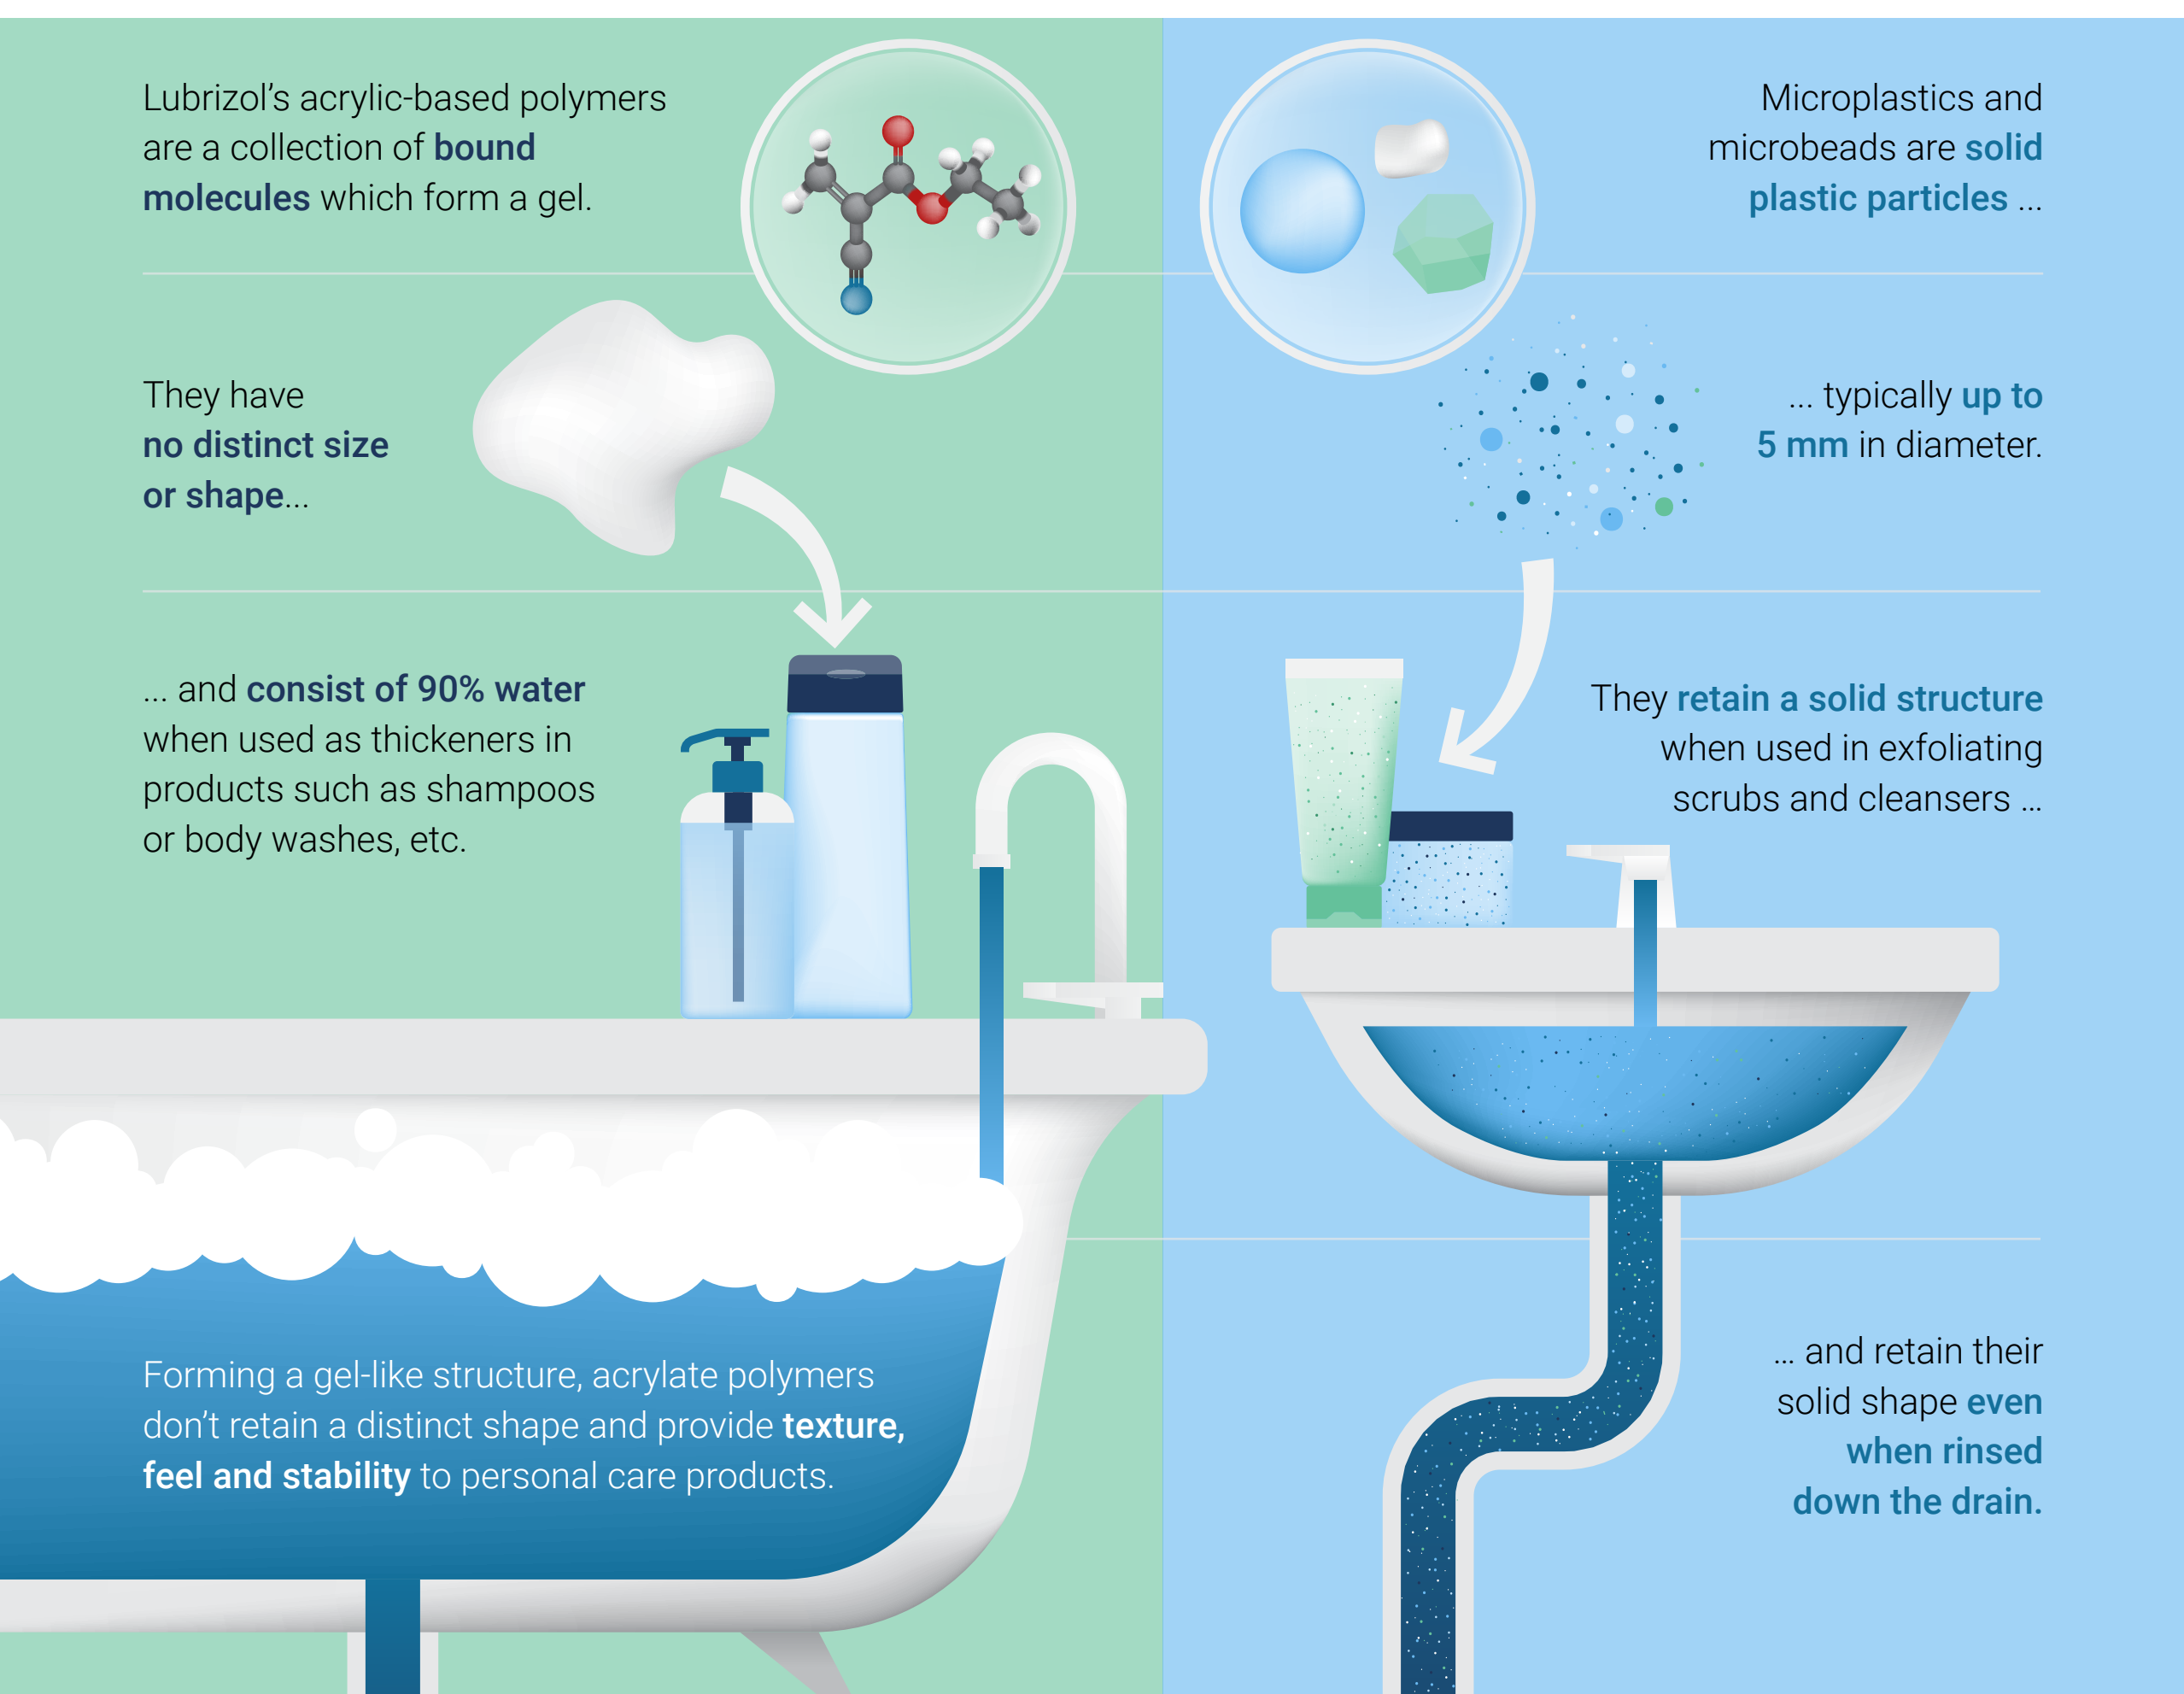 Lubrizol’s acrylic-based polymers
are a collection of bound
molecules which form a gel.
They have
no distinct size
or shape...
... and consist of 90% water
when used as thickeners in
products such as shampoos
or body washes, etc.
Forming a gel-like structure, acrylate polymers
don’t retain a distinct shape and provide texture,
feel and stability to personal care products.
Microplastics and
microbeads are solid
plastic particles ...
... typically up to
5 mm in diameter.
They retain a solid structure
when used in exfoliating
scrubs and cleansers ...
... and retain their
solid shape even
when rinsed
down the drain.